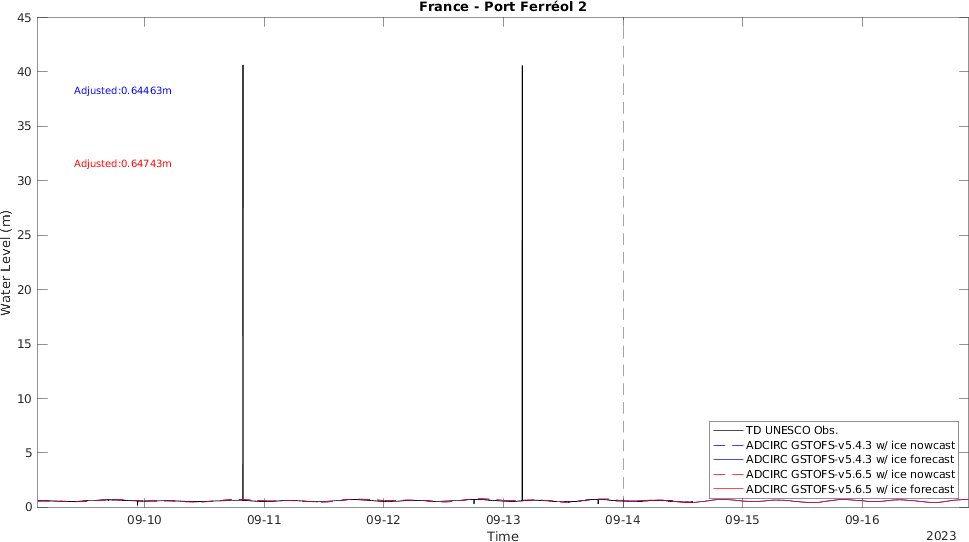 France - Port Ferréol 2
45
40
35
30
25
20
15
10
5
0
Water Level (m)
Adjusted:0.64463m
Adjusted:0.64743m
TD UNESCO Obs.
ADCIRC GSTOFS-v5.4.3 w/ ice nowcast
ADCIRC GSTOFS-v5.4.3 w/ ice forecast
ADCIRC GSTOFS-v5.6.5 w/ ice nowcast
ADCIRC GSTOFS-v5.6.5 w/ ice forecast
09-10 09-11 09-12 09-13 09-14 09-15 09-16
Time
2023